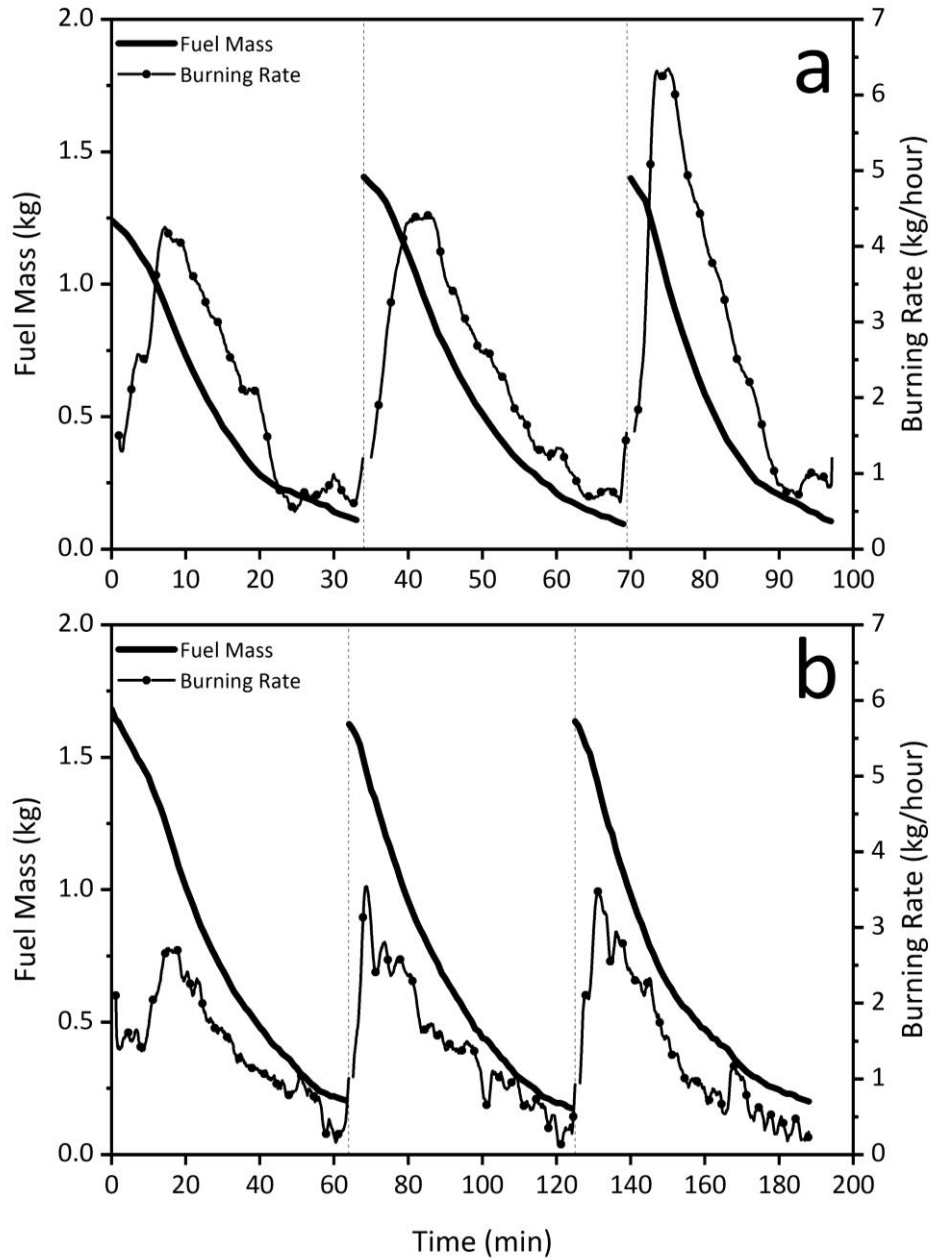 2.0
1.5
1.0
0.5
0.0
Fuel Mass (kg)
Fuel Mass
Burning Rate
a
7
6
5
4
3
2
1
0
Burning Rate (kg/hour)
0 10 20 30 40 50 60 70 80 90 100
2.0
1.5
1.0
0.5
0.0
Fuel Mass (kg)
Fuel Mass
Burning Rate
b
7
6
5
4
3
2
1
0
Burning Rate (kg/hour)
0 20 40 60 80 100 120 140 160 180 200
Time (min)